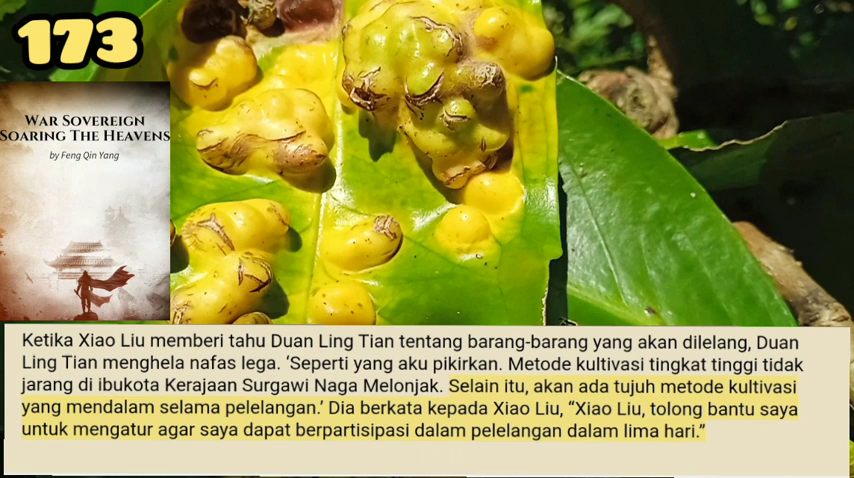 173
WAR SOVEREIGN
SOARING THE HEAVENS
by Feng Qin Yang
Ketika Xiao Liu memberi tahu Duan Ling Tian tentang barang-barang yang akan dilelang, Duan
Ling Tian menghela nafas lega. ‘Seperti yang aku pikirkan. Metode kultivasi tingkat tinggi tidak
jarang di ibukota Kerajaan Surgawi Naga Melonjak. Selain itu, akan ada tujuh metode kultivasi
yang mendalam selama pelelangan.’ Dia berkata kepada Xiao Liu, “Xiao Liu, tolong bantu saya
untuk mengatur agar saya dapat berpartisipasi dalam pelelangan dalam lima hari.”